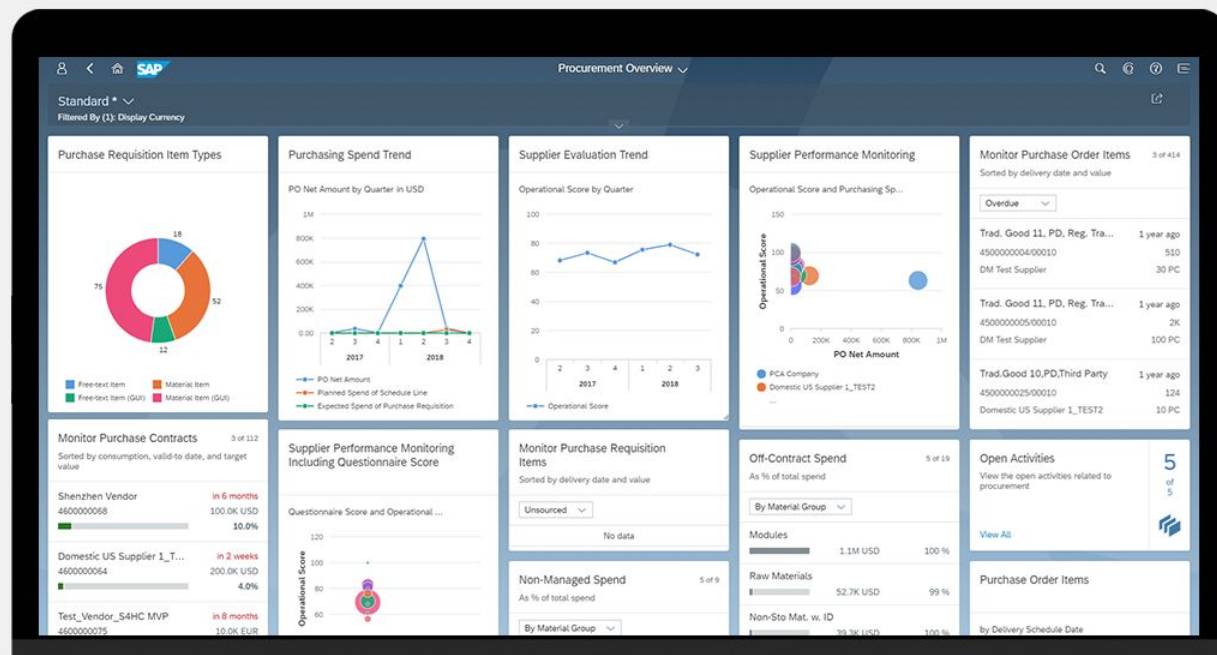 SAP
Procurement Overview
Standard *
Filtered By (1): Display Currency
Purchase Requisition Item Types
18
75
52
12
Free-text Item
Material Item
Free-text Item (GUI)
Material Item (GUI)
Purchasing Spend Trend
PO Net Amount by Quarter in USD
1M
800K
600K
400K
200K
0.00
2 3 4 1 2 3 4
2017 2018
PO Net Amount
Planned Spend of Schedule Line
Expected Spend of Purchase Requisition
Supplier Evaluation Trend
Operational Score by Quarter
100
80
60
40
20
0
2 3 4 1 2 3
2017 2018
Operational Score
Supplier Performance Monitoring
Operational Score and Purchasing Sp...
Operational Score
150
100
50
0
0 200K 400K 600K 800K 1M
PO Net Amount
PCA Company
Domestic US Supplier 1_TEST2
...
Monitor Purchase Order Items 3 of 414
Sorted by delivery date and value
Overdue
Trad. Good 11, PD, Reg. Tra... 1 year ago
4500000004/00010 510
DM Test Supplier 30 PC
Trad. Good 11, PD, Reg. Tra... 1 year ago
4500000005/00010 2K
DM Test Supplier 100 PC
Trad.Good 10,PD,Third Party 1 year ago
4500000025/00010 124
Domestic US Supplier 1_TEST2 10 PC
Monitor Purchase Contracts 3 of 112
Sorted by consumption, valid-to date, and target
value
Shenzhen Vendor in 6 months
4600000068 100.0K USD
10.0%
Domestic US Supplier 1_T... in 2 weeks
4600000064 200.0K USD
4.0%
Test_Vendor_S4HC MVP in 8 months
4600000075 10.0K EUR
Supplier Performance Monitoring
Including Questionnaire Score
Questionnaire Score and Operational ...
Operational Score
120
100
80
60
Monitor Purchase Requisition
Items
Sorted by delivery date and value
Unsourced
No data
Non-Managed Spend 5 of 9
As % of total spend
By Material Group
Off-Contract Spend 5 of 19
As % of total spend
By Material Group
Modules
1.1M USD 100 %
Raw Materials
52.7K USD 99 %
Non-Sto Mat. w. ID
39.3K USD 100 %
Open Activities
View the open activities related to
procurement
5
of
5
View All
Purchase Order Items
by Delivery Schedule Date